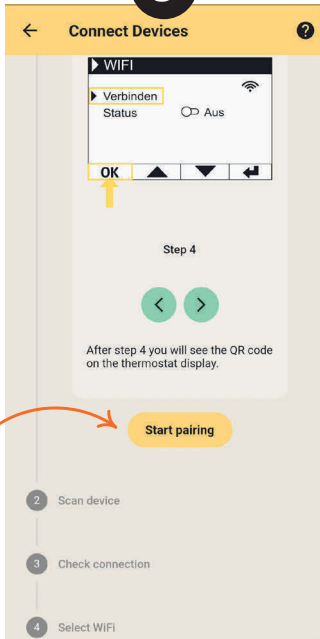 Connect Devices
WIFI
Verbinden
Status Aus
OK
Step 4
After step 4 you will see the QR code
on the thermostat display.
Start pairing
2 Scan device
3 Check connection
4 Select WiFi